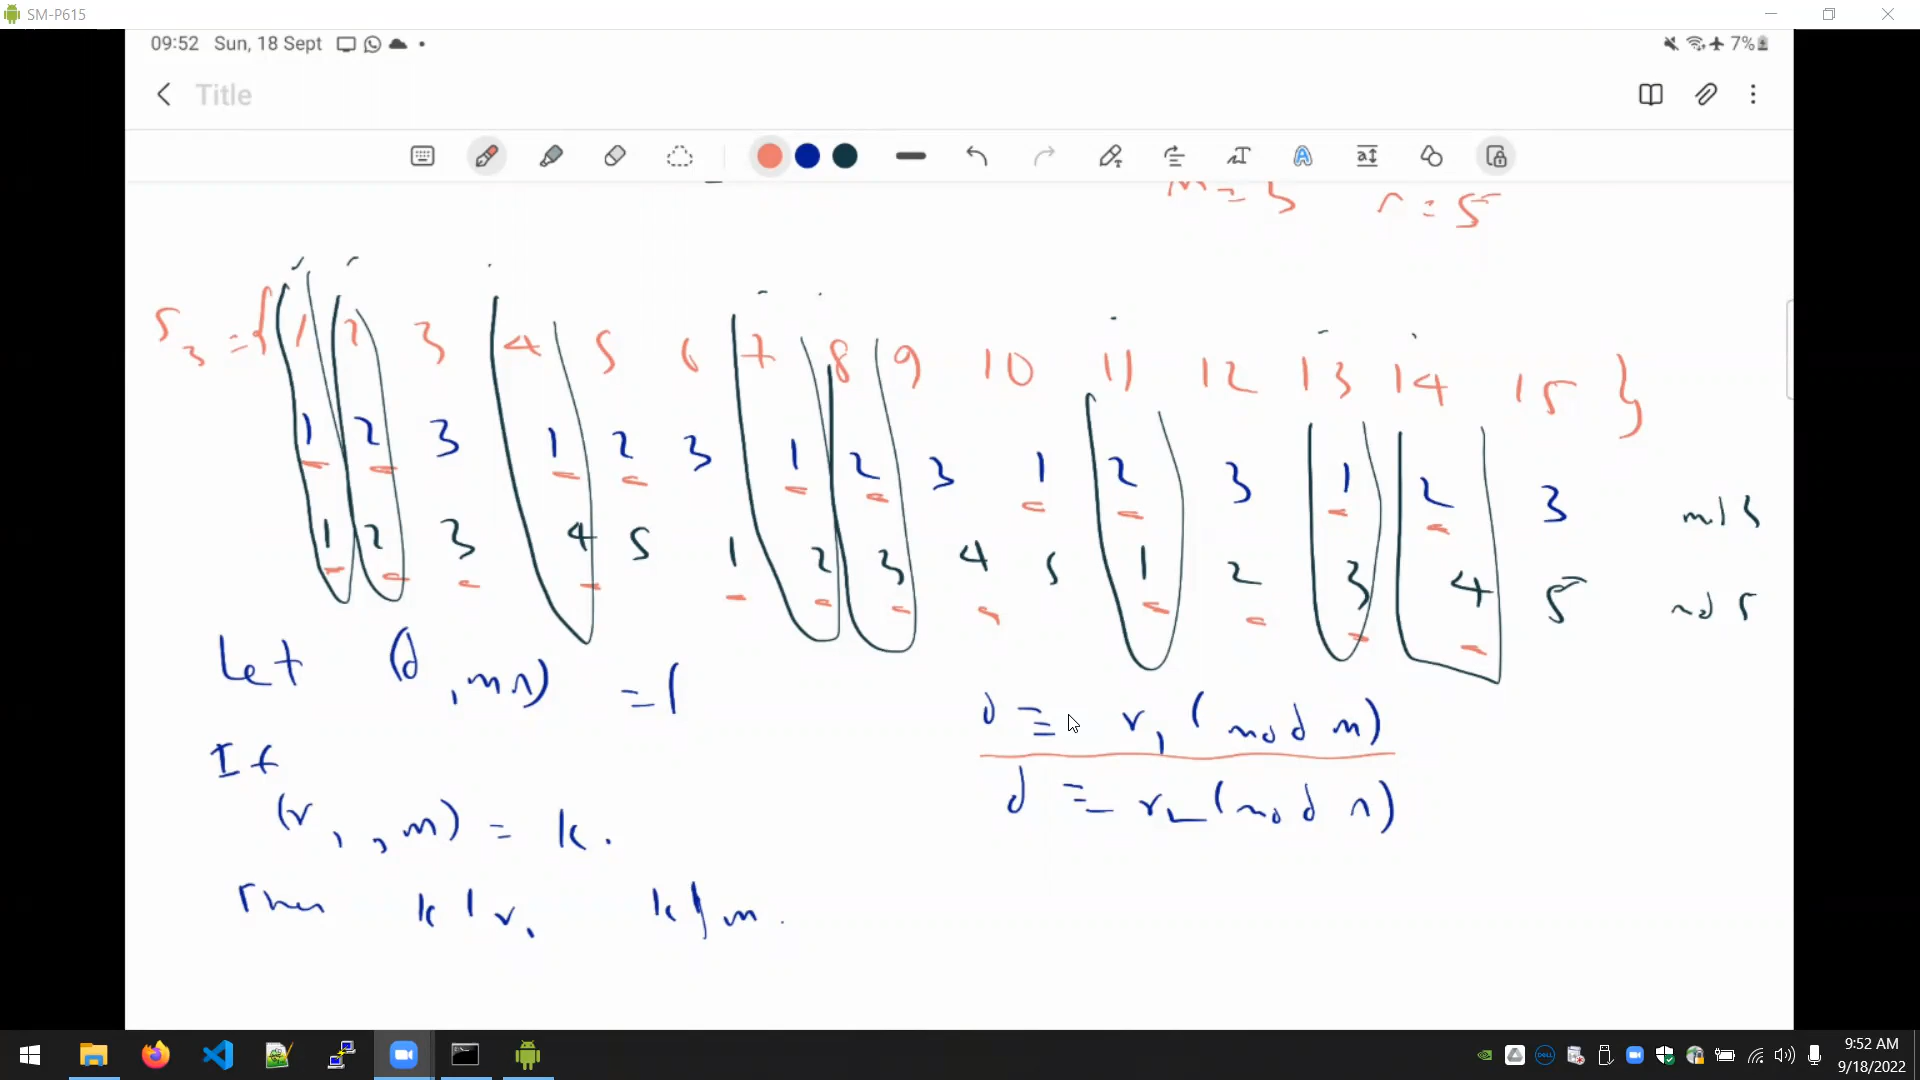 SM-P615
09:52 Sun, 18 Sept
7%
Title
m = 3 n = 5
S3 = { 1 2 3 4 5 6 7 8 9 10 11 12 13 14 15 }
1 2 3 1 2 3 1 2 3 1 2 3 1 2 3
1 2 3 4 5 1 2 3 4 5 1 2 3 4 5 mod 5
Let (d, mn) = 1
d ≡ r1 (mod m)
If
d ≡ r2 (mod n)
(r1, m) = k.
Then k | r1 k | m.
9:52 AM
9/18/2022